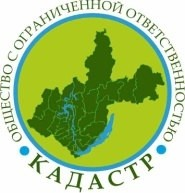 ОБЩЕСТВО С ОГРАНИЧЕННОЙ ОТВЕТСТВЕННОСТЬЮ
КАДАСТР